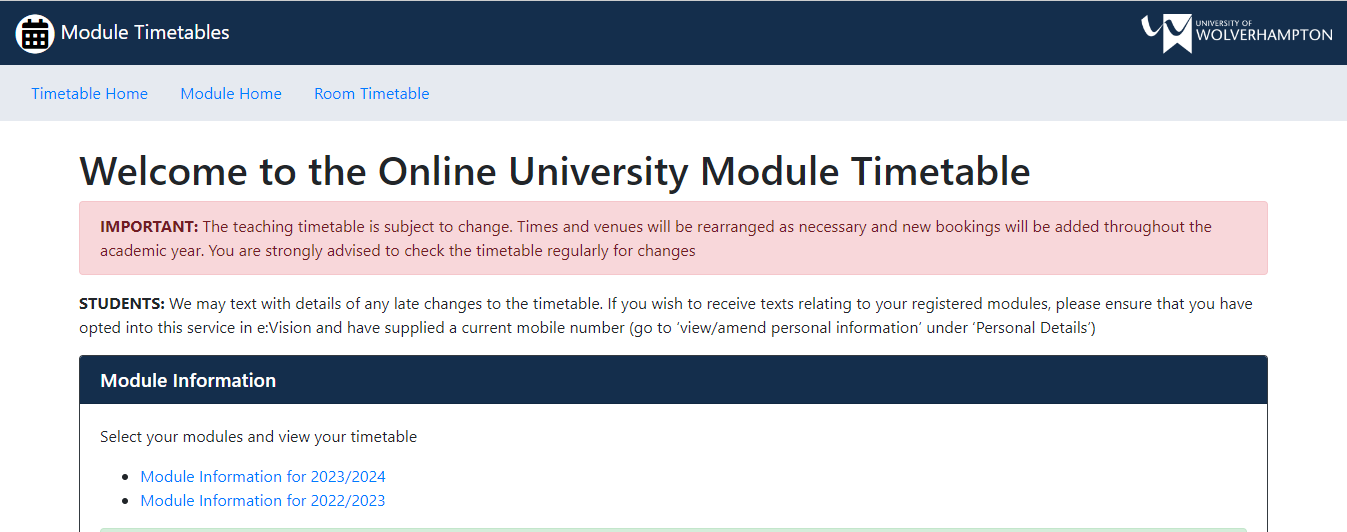 Module Timetables
UNIVERSITY OF
WOLVERHAMPTON
Timetable Home
Module Home
Room Timetable
Welcome to the Online University Module Timetable
IMPORTANT: The teaching timetable is subject to change. Times and venues will be rearranged as necessary and new bookings will be added throughout the
academic year. You are strongly advised to check the timetable regularly for changes
STUDENTS: We may text with details of any late changes to the timetable. If you wish to receive texts relating to your registered modules, please ensure that you have
opted into this service in e:Vision and have supplied a current mobile number (go to ‘view/amend personal information’ under ‘Personal Details’)
Module Information
Select your modules and view your timetable
• Module Information for 2023/2024
• Module Information for 2022/2023